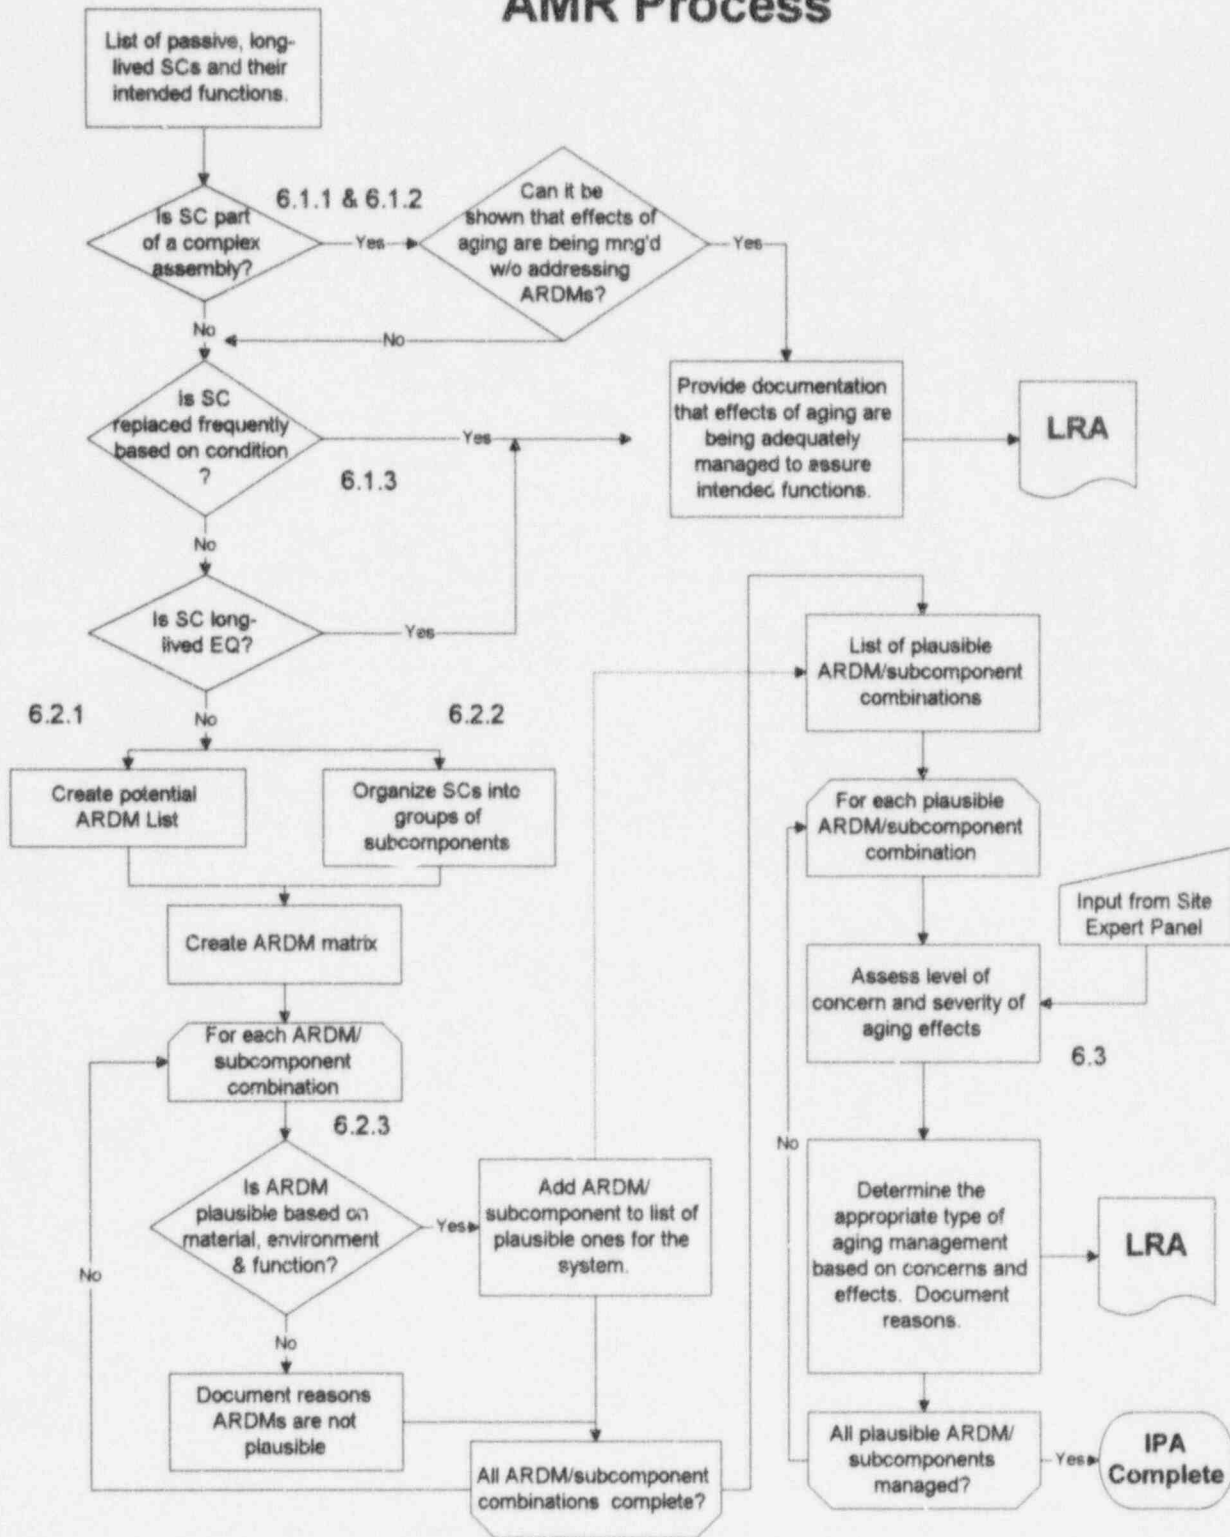 AMR Process
List of passive, long-
lived SCs and their
intended functions.
6.1.1 & 6.1.2
Is SC part
of a complex
assembly?
Yes
Can it be
shown that effects of
aging are being mng'd
w/o addressing
ARDMs?
Yes
No
No
Is SC
replaced frequently
based on condition
?
Yes
6.1.3
Provide documentation
that effects of aging are
being adequately
managed to assure
intended functions.
LRA
No
Is SC long-
lived EQ?
Yes
6.2.1
No
6.2.2
Create potential
ARDM List
Organize SCs into
groups of
subcomponents
Create ARDM matrix
For each ARDM/
subcomponent
combination
6.2.3
Is ARDM
plausible based on
material, environment
& function?
Yes
Add ARDM/
subcomponent to list of
plausible ones for the
system.
No
No
Document reasons
ARDMs are not
plausible
All ARDM/subcomponent
combinations complete?
List of plausible
ARDM/subcomponent
combinations
For each plausible
ARDM/subcomponent
combination
Input from Site
Expert Panel
Assess level of
concern and severity of
aging effects
6.3
No
Determine the
appropriate type of
aging management
based on concerns and
effects. Document
reasons.
LRA
All plausible ARDM/
subcomponents
managed?
Yes
IPA
Complete